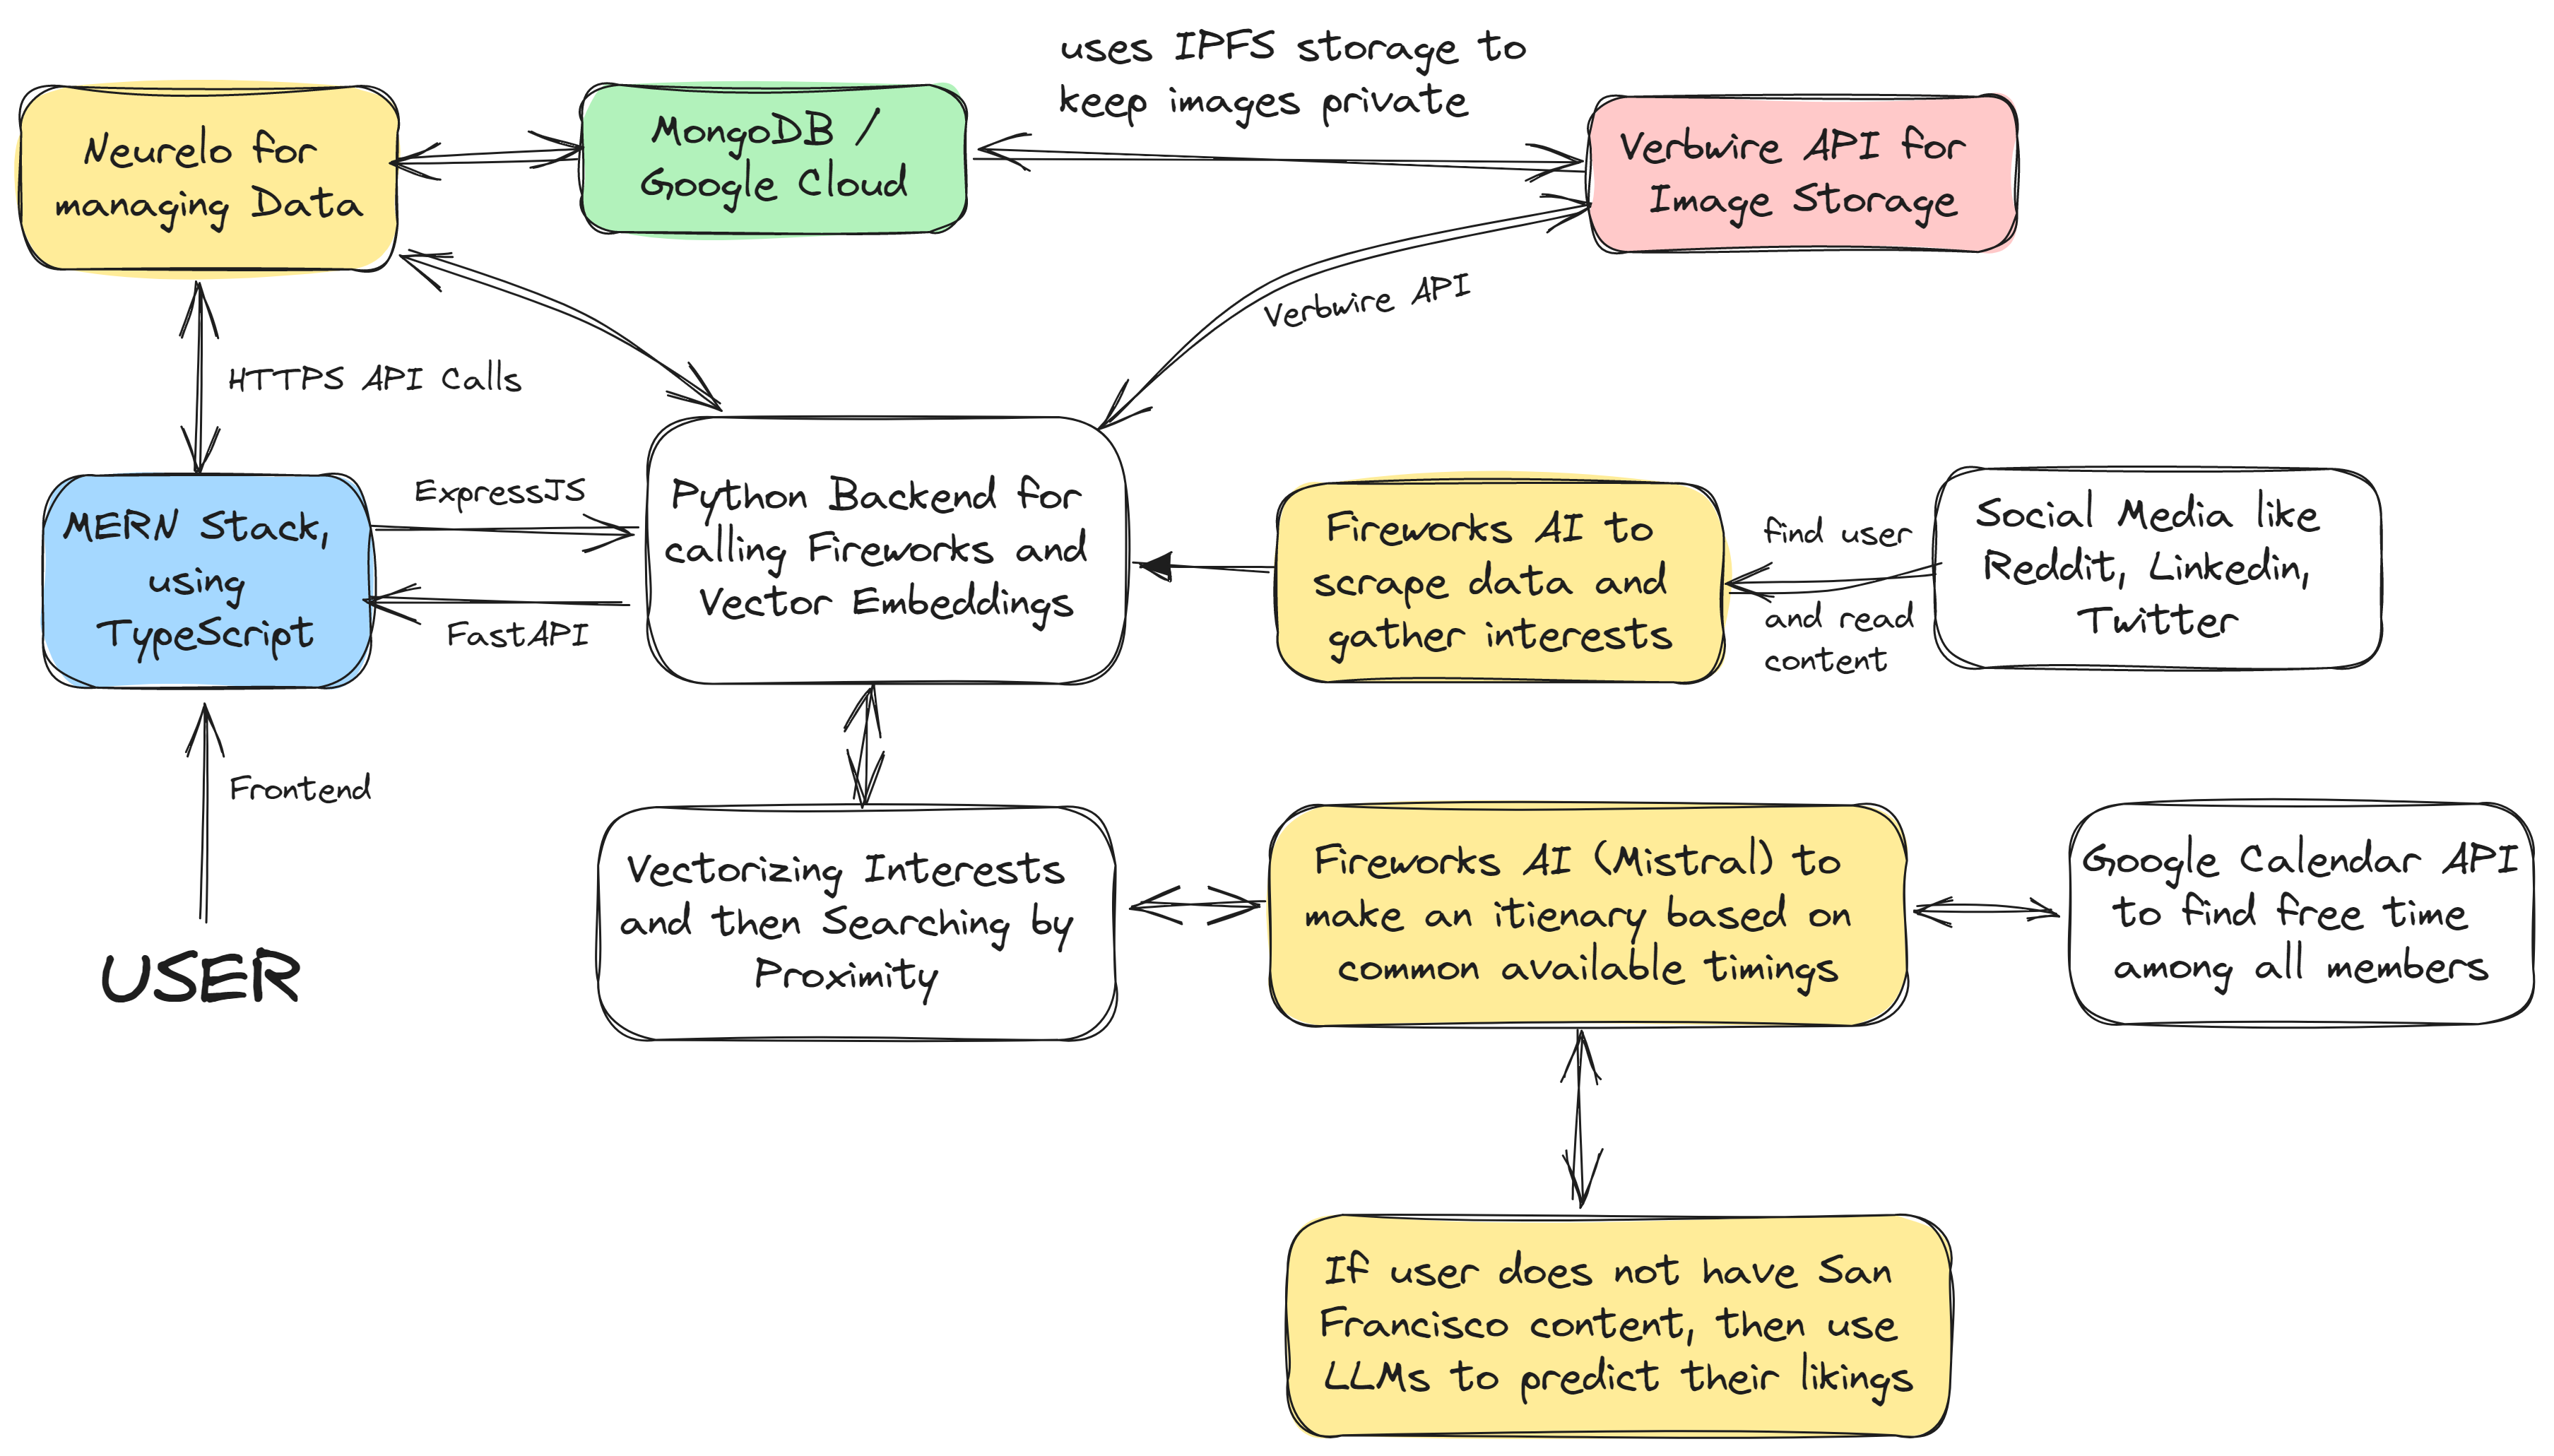 uses IPFS storage to
keep images private
Neurelo for
managing Data
MongoDB /
Google Cloud
Verbwire API for
Image Storage
Verbwire API
HTTPS API Calls
MERN Stack,
using
TypeScript
ExpressJS
FastAPI
Python Backend for
calling Fireworks and
Vector Embeddings
Fireworks AI to
scrape data and
gather interests
find user
and read
content
Social Media like
Reddit, Linkedin,
Twitter
Frontend
USER
Vectorizing Interests
and then Searching by
Proximity
Fireworks AI (Mistral) to
make an itienary based on
common available timings
Google Calendar API
to find free time
among all members
If user does not have San
Francisco content, then use
LLMs to predict their likings